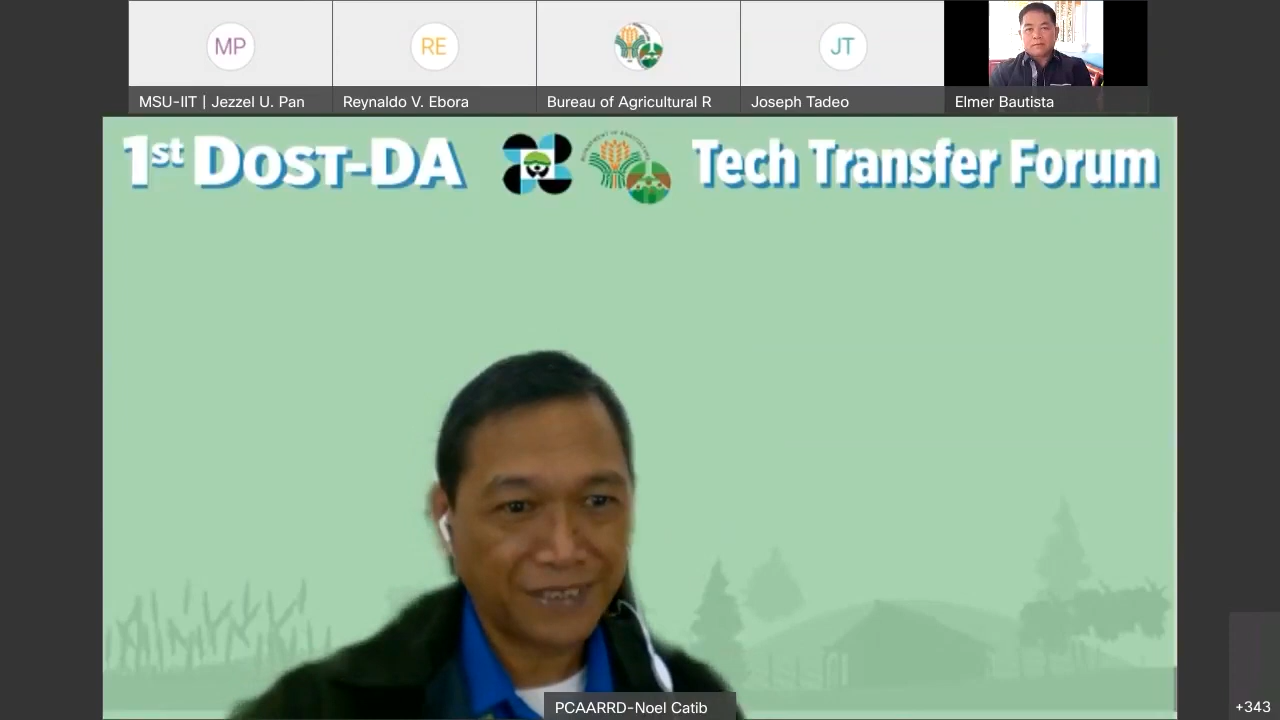 MP
RE
JT
MSU-IIT | Jezzel U. Pan
Reynaldo V. Ebora
Bureau of Agricultural R
Joseph Tadeo
Elmer Bautista
1st DOST-DA
Tech Transfer Forum
PCAARRD-Noel Catib
+343